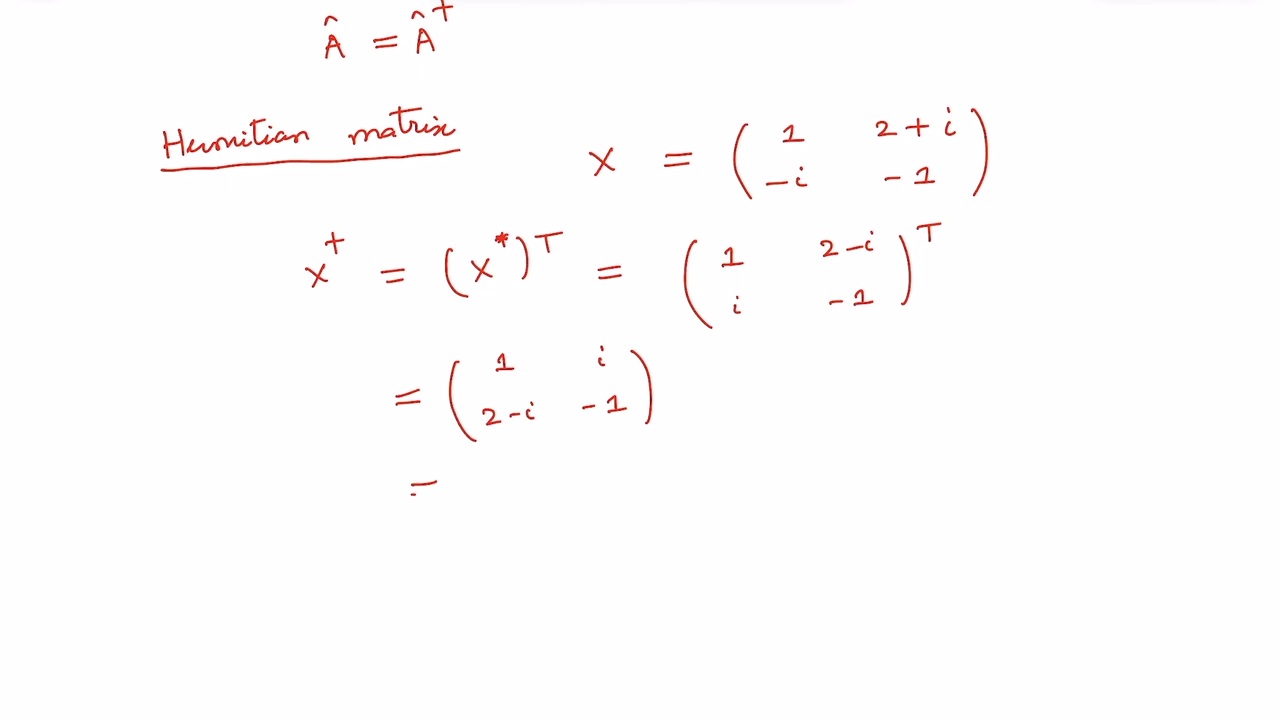 Â = Â⁺
Hermitian matrix
X = ( 1 2+i ; -i -1 )
X⁺ = (X*)ᵀ = ( 1 2-i ; i -1 )ᵀ
= ( 1 i ; 2-i -1 )
=